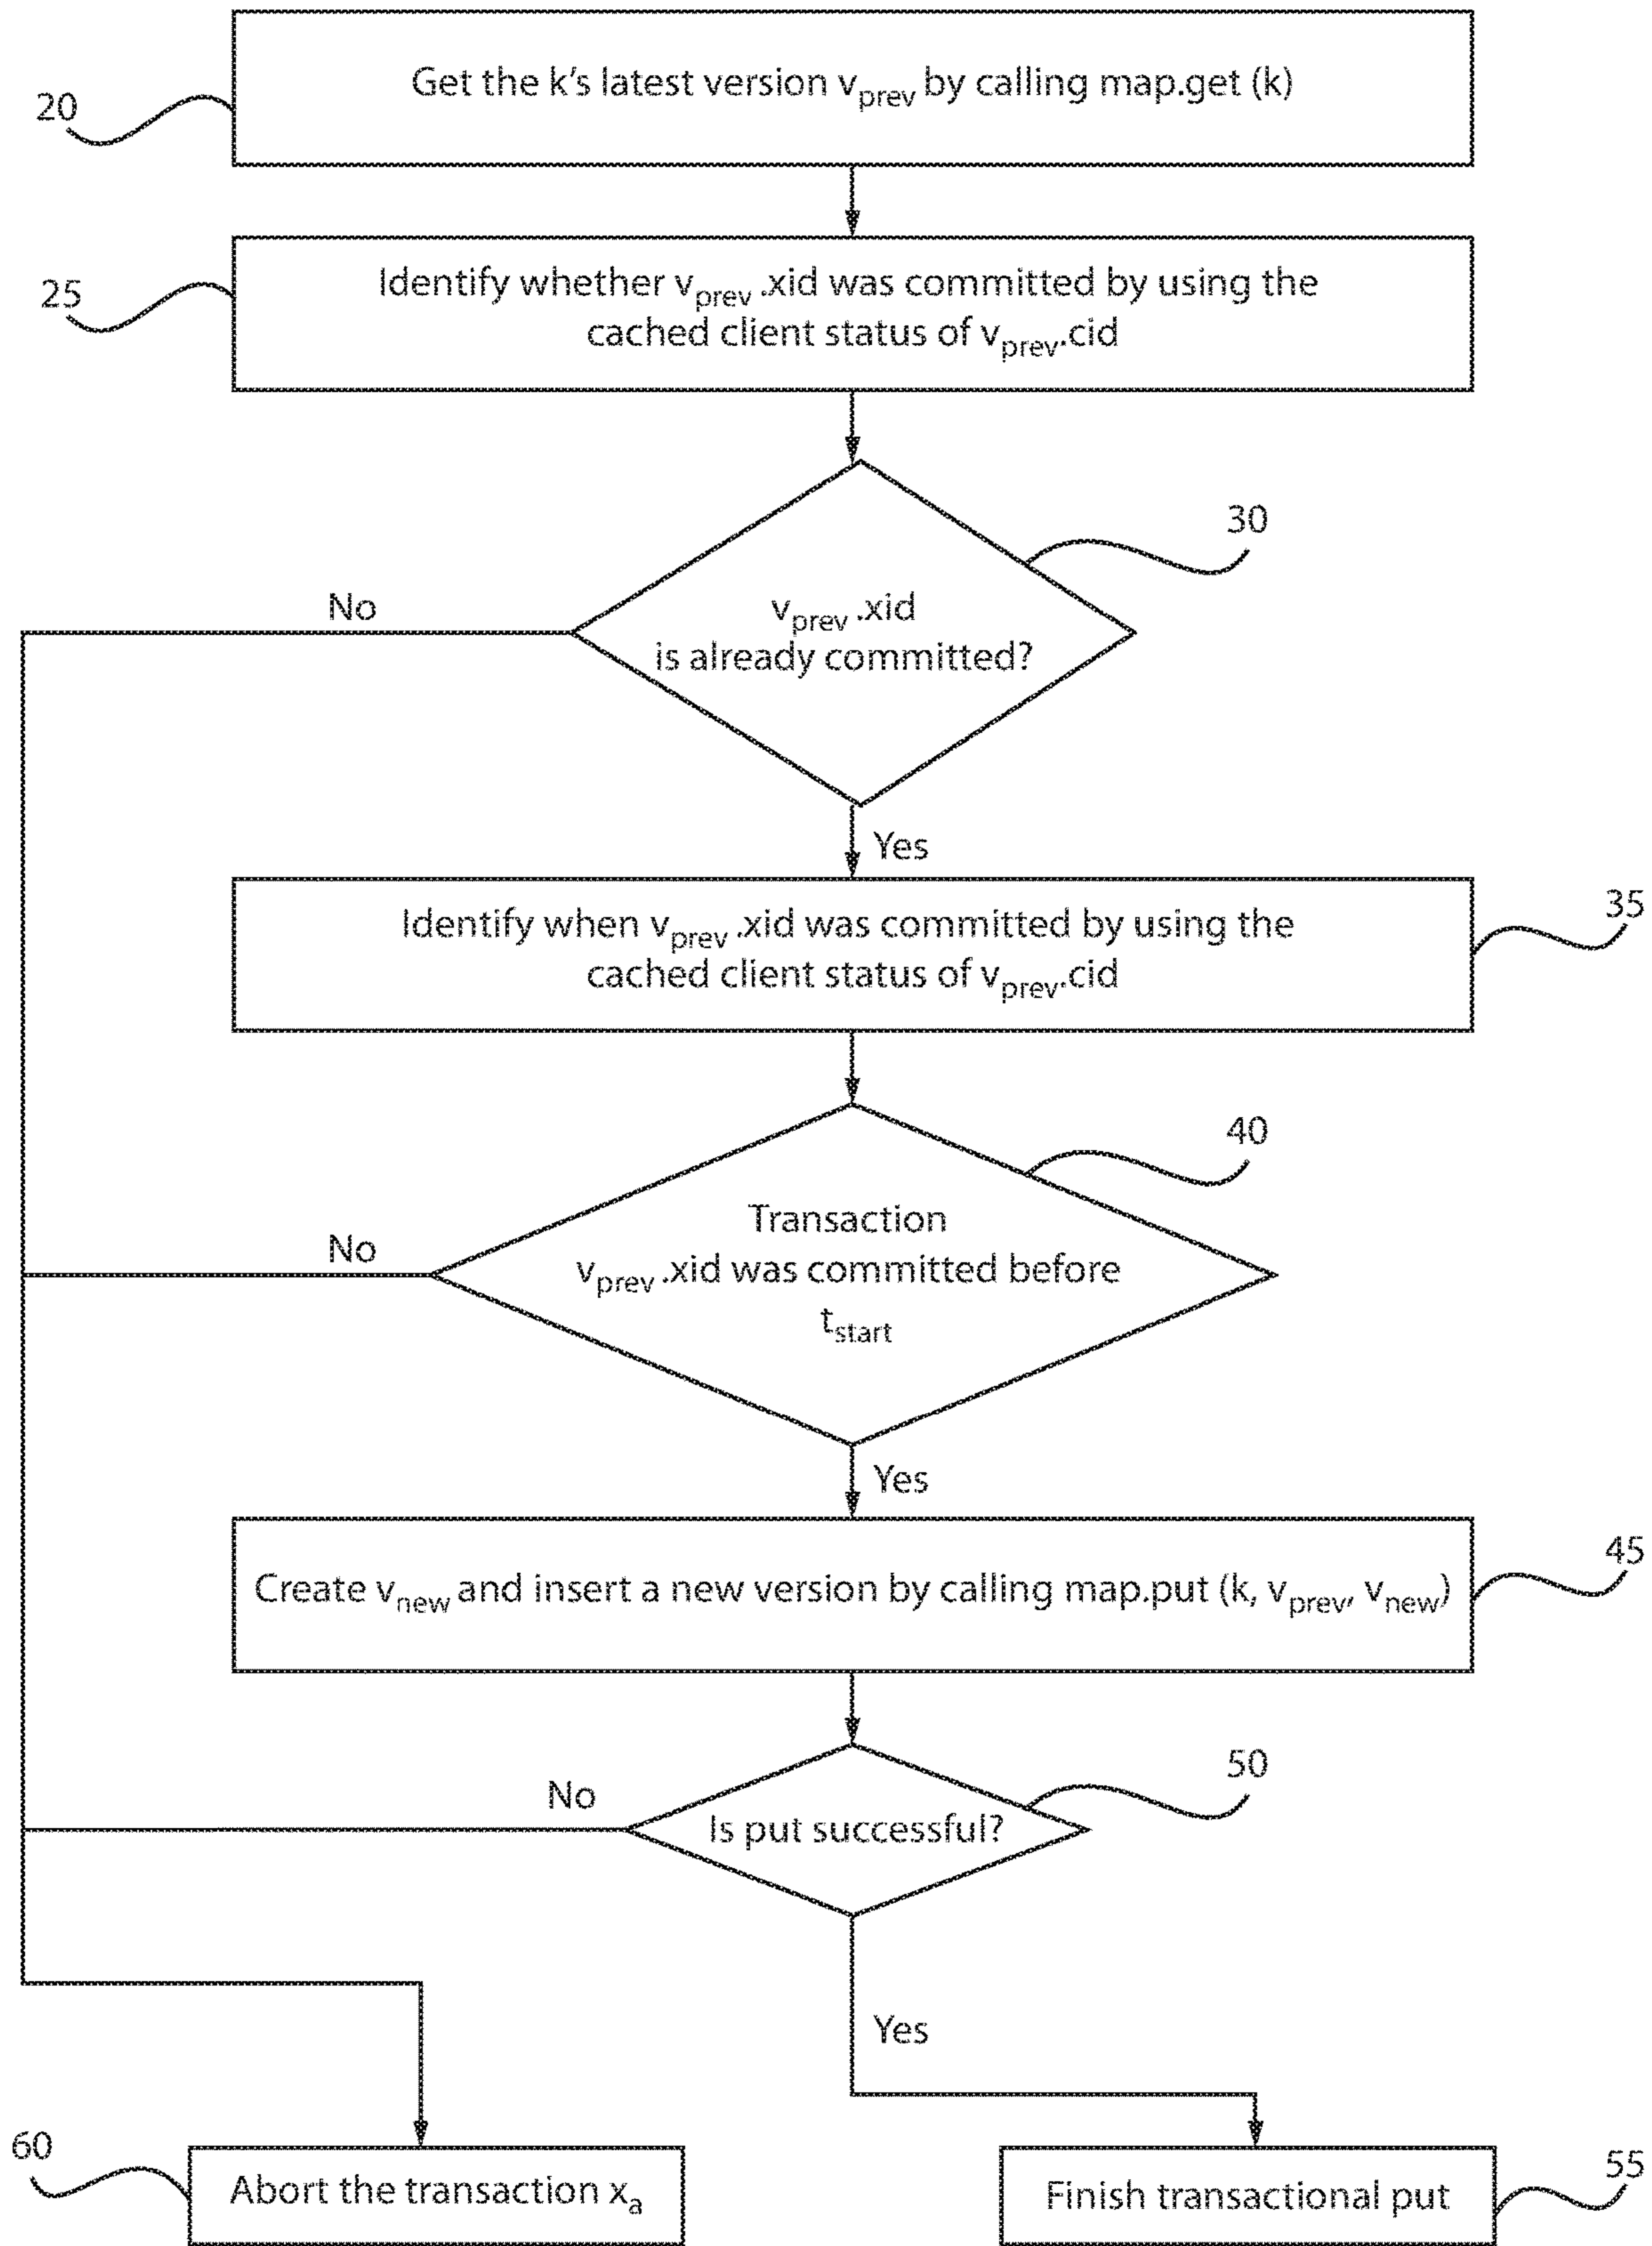 Get the k's latest version vprev by calling map.get (k)
20
Identify whether vprev .xid was committed by using the
cached client status of vprev.cid
25
30
No
vprev .xid
is already committed?
Yes
Identify when vprev .xid was committed by using the
cached client status of vprev.cid
35
40
No
Transaction
vprev .xid was committed before
tstart
Yes
Create vnew and insert a new version by calling map.put (k, vprev, vnew)
45
50
No
Is put successful?
Yes
60
Abort the transaction xa
Finish transactional put
55